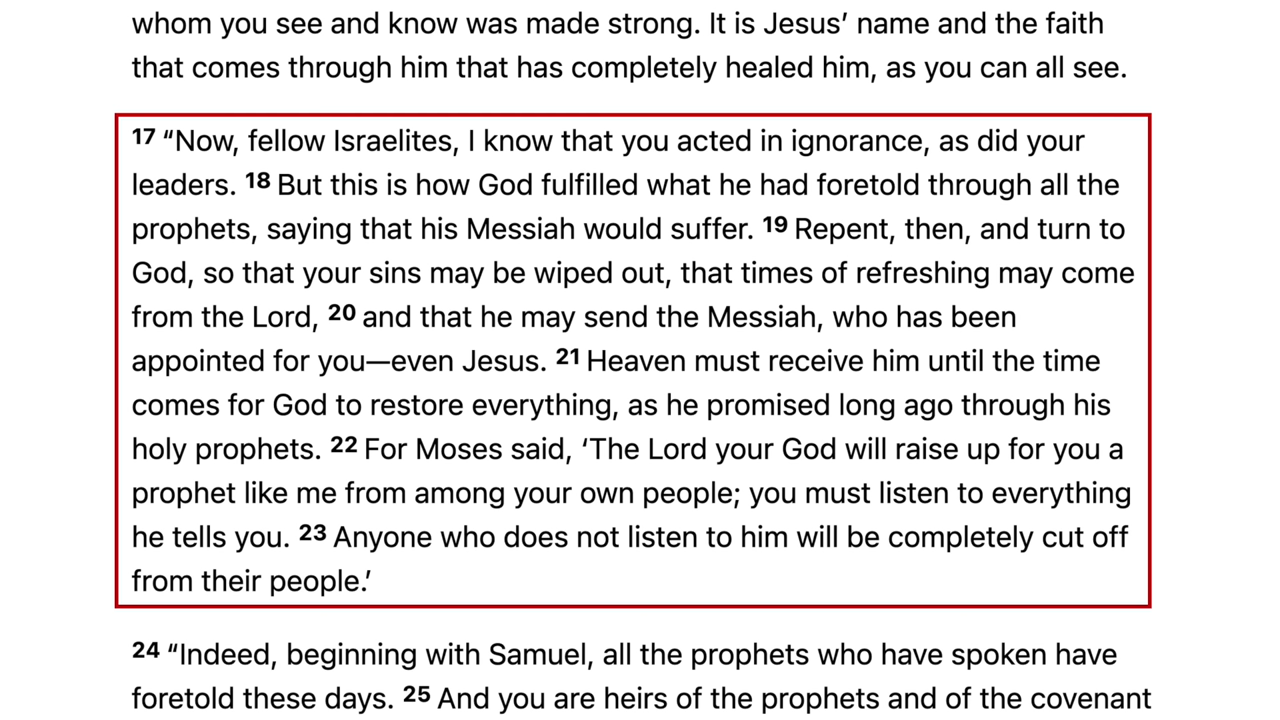 whom you see and know was made strong. It is Jesus’ name and the faith
that comes through him that has completely healed him, as you can all see.
17 “Now, fellow Israelites, I know that you acted in ignorance, as did your
leaders. 18 But this is how God fulfilled what he had foretold through all the
prophets, saying that his Messiah would suffer. 19 Repent, then, and turn to
God, so that your sins may be wiped out, that times of refreshing may come
from the Lord, 20 and that he may send the Messiah, who has been
appointed for you—even Jesus. 21 Heaven must receive him until the time
comes for God to restore everything, as he promised long ago through his
holy prophets. 22 For Moses said, ‘The Lord your God will raise up for you a
prophet like me from among your own people; you must listen to everything
he tells you. 23 Anyone who does not listen to him will be completely cut off
from their people.’
24 “Indeed, beginning with Samuel, all the prophets who have spoken have
foretold these days. 25 And you are heirs of the prophets and of the covenant